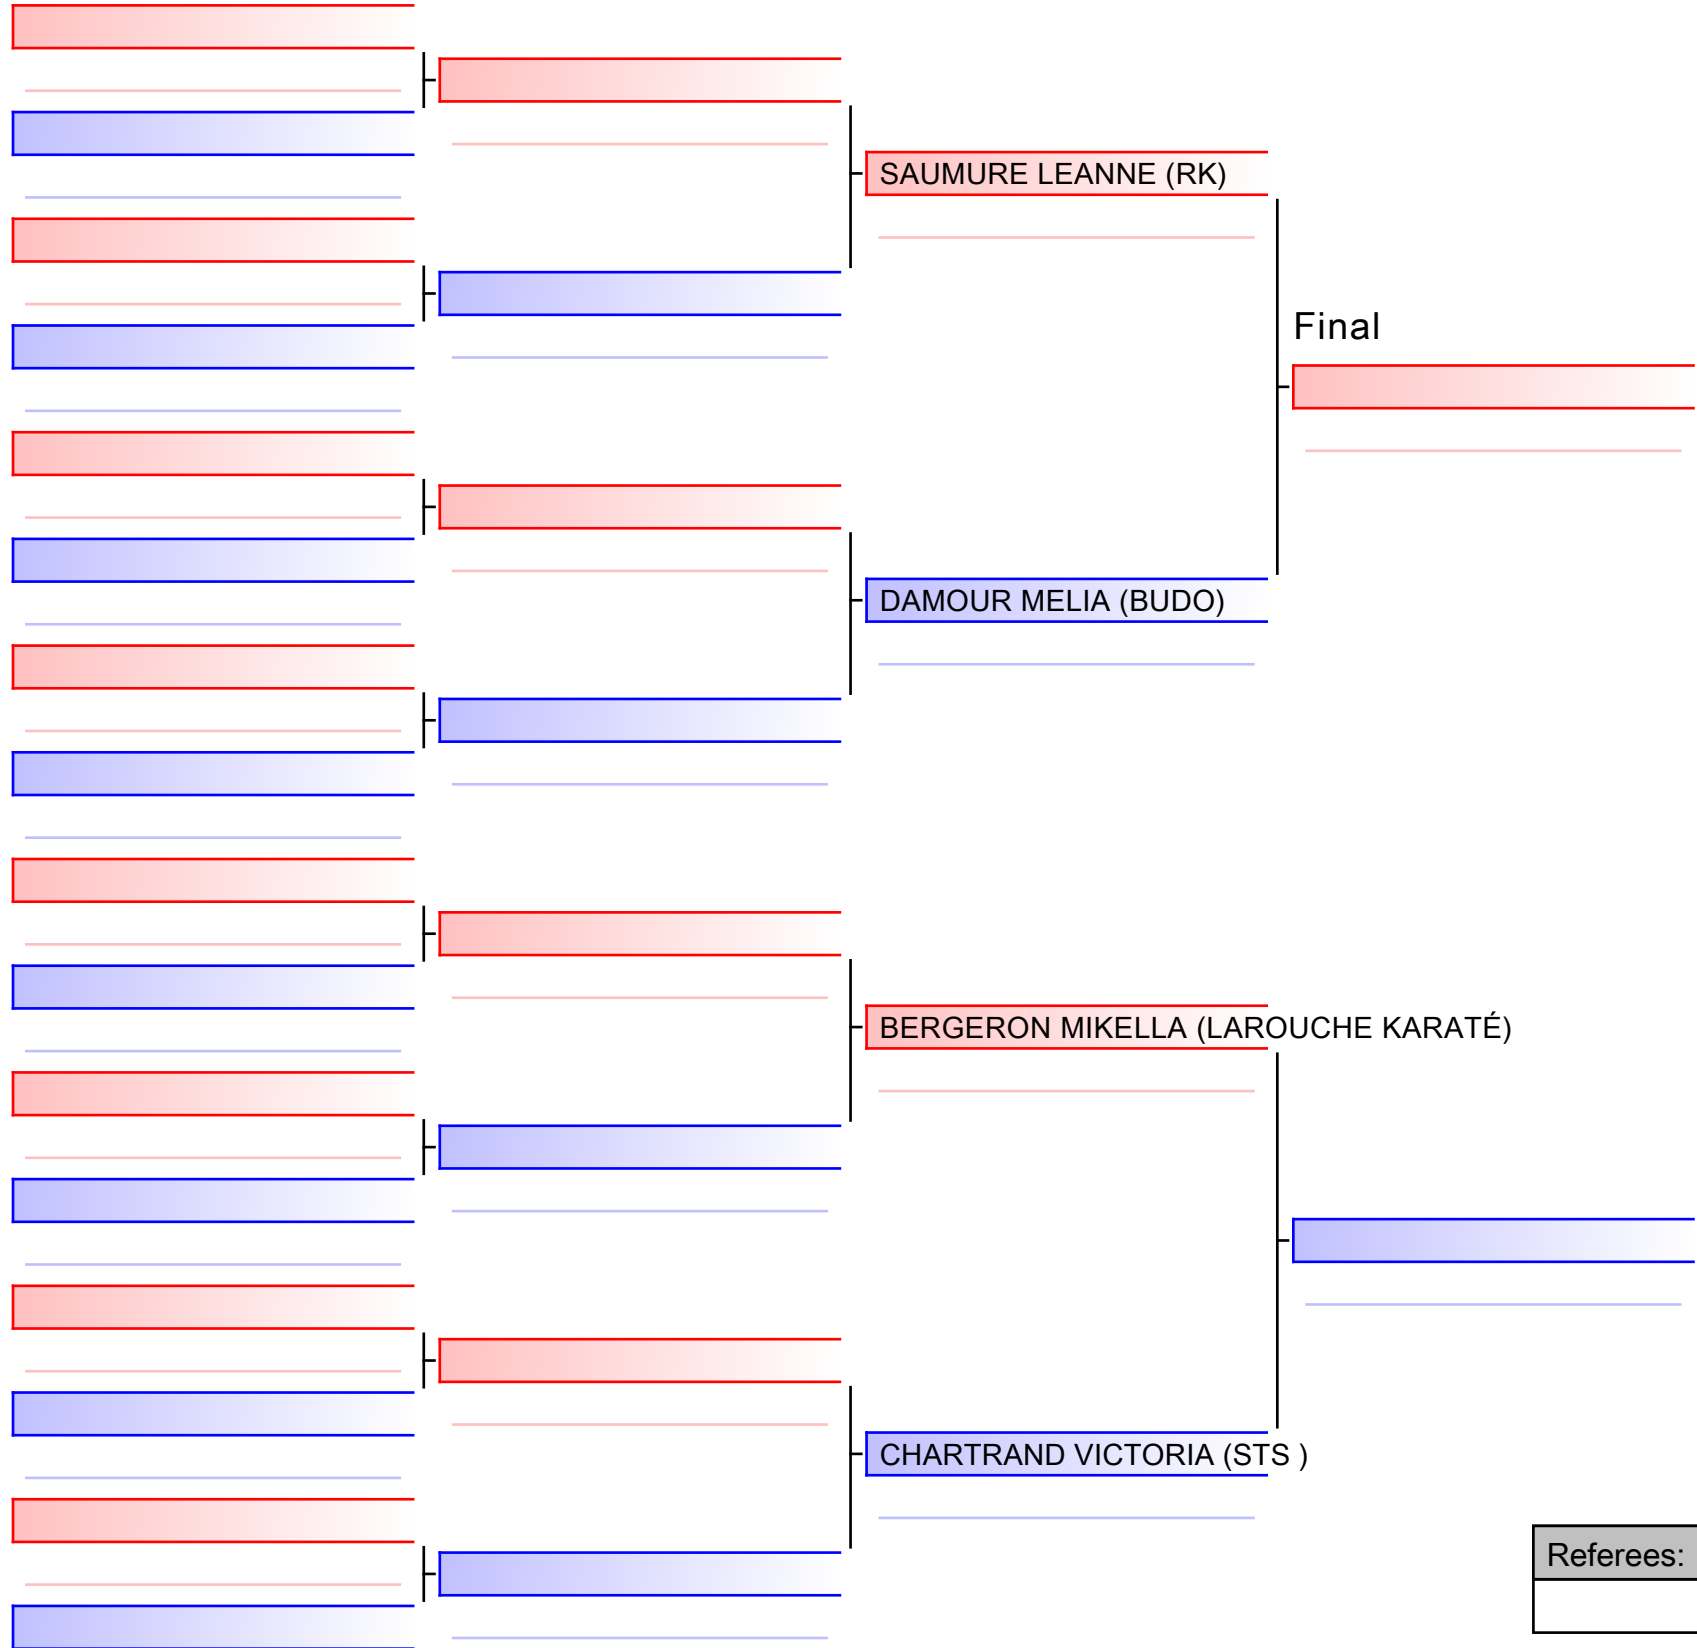 SAUMURE LEANNE (RK)
Final
DAMOUR MELIA (BUDO)
BERGERON MIKELLA (LAROUCHE KARATÉ)
CHARTRAND VICTORIA (STS )
Referees: